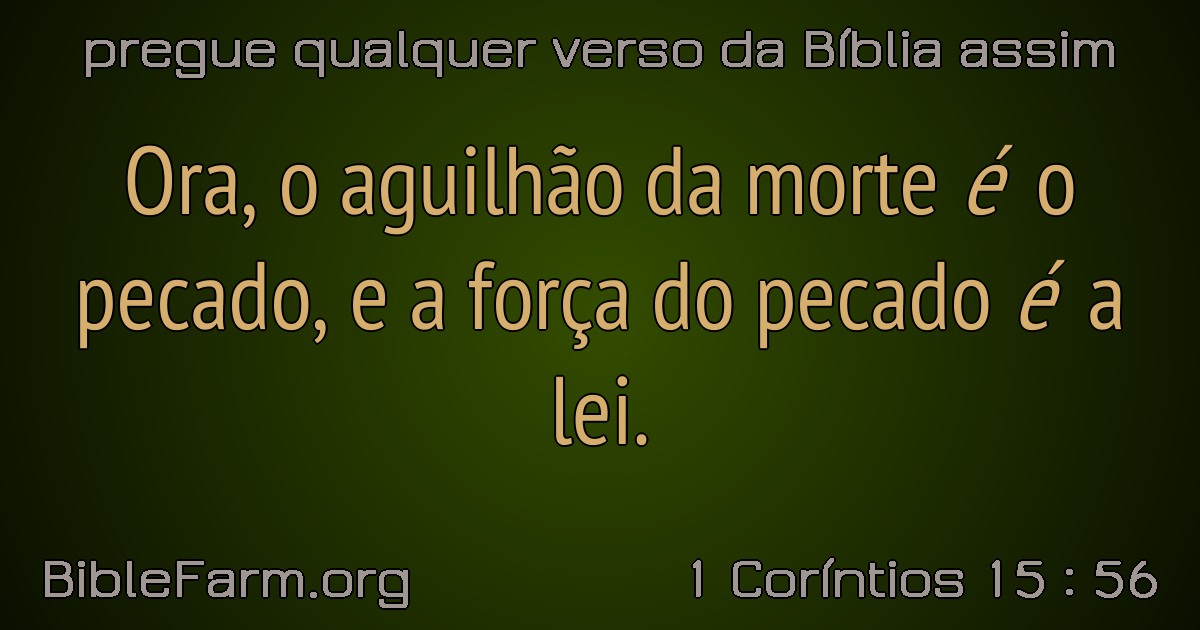 pregue qualquer verso da Bíblia assim
Ora, o aguilhão da morte é o
pecado, e a força do pecado é a
lei.
BibleFarm.org
1 Coríntios 15 : 56